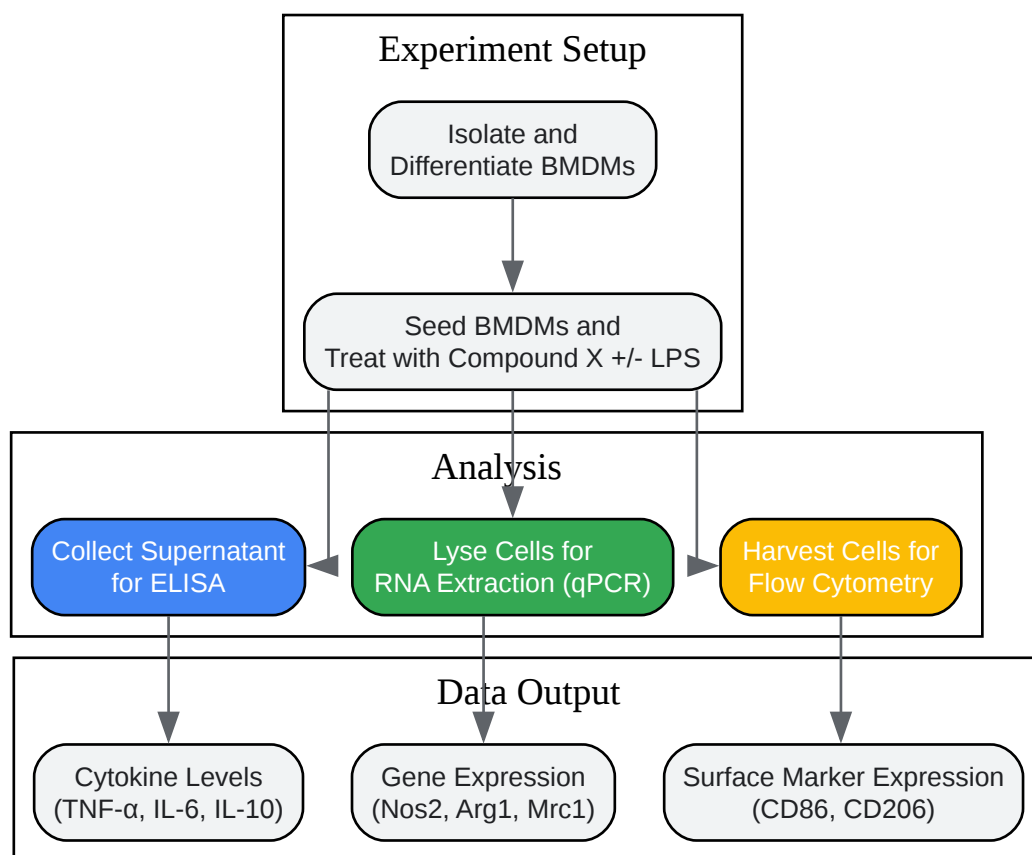 Experiment Setup
Isolate and
Differentiate BMDMs
Seed BMDMs and
Treat with Compound X +/- LPS
Analysis
Collect Supernatant
for ELISA
Lyse Cells for
RNA Extraction (qPCR)
Harvest Cells for
Flow Cytometry
Data Output
Cytokine Levels
(TNF-α, IL-6, IL-10)
Gene Expression
(Nos2, Arg1, Mrc1)
Surface Marker Expression
(CD86, CD206)